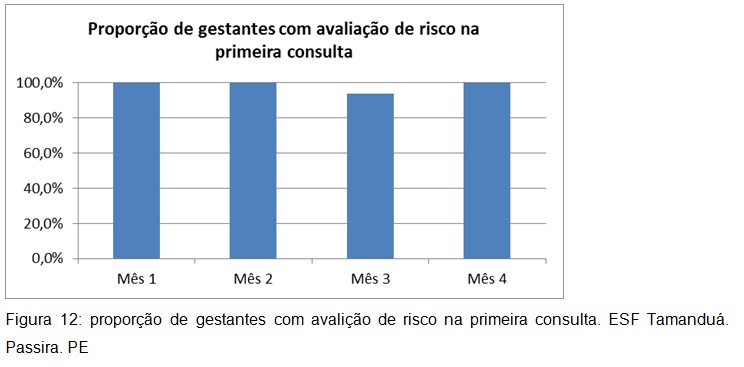 Proporção de gestantes com avaliação de risco na
primeira consulta
100,0%
80,0%
60,0%
40,0%
20,0%
0,0%
Mês 1 Mês 2 Mês 3 Mês 4
Figura 12: proporção de gestantes com avalição de risco na primeira consulta. ESF Tamanduá.
Passira. PE